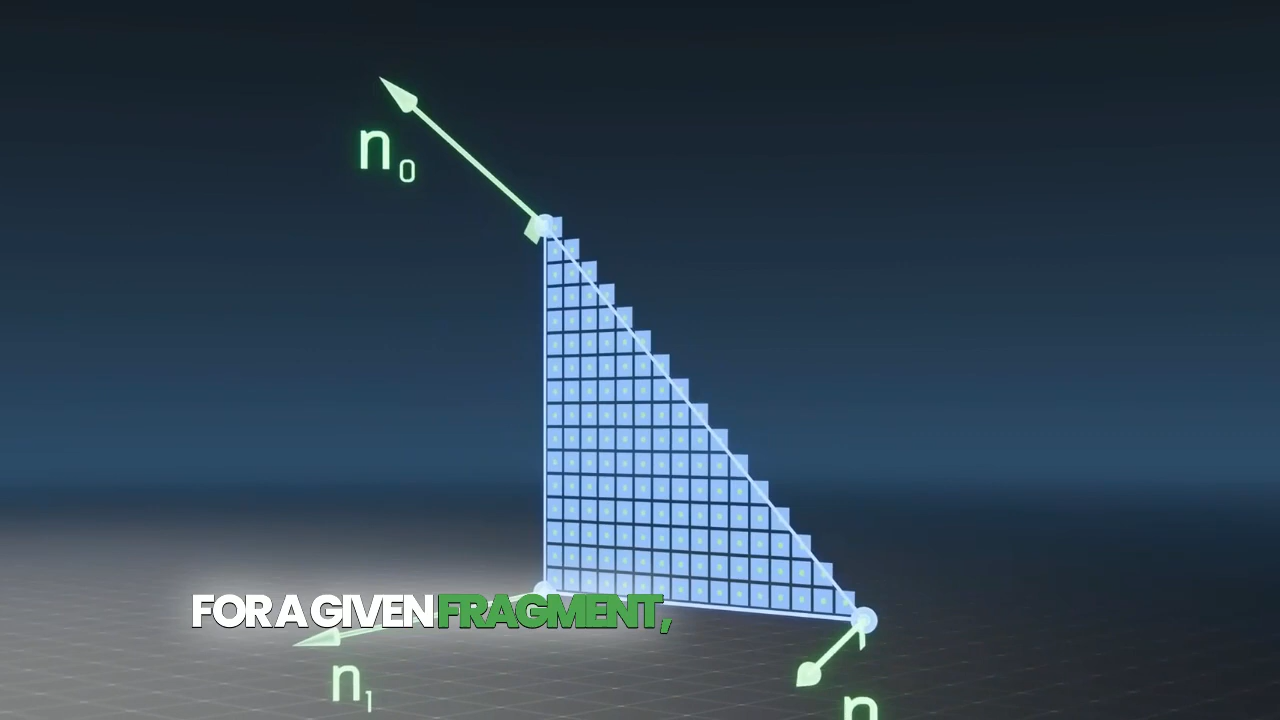 n₀
FOR A GIVEN FRAGMENT,
n₁
n